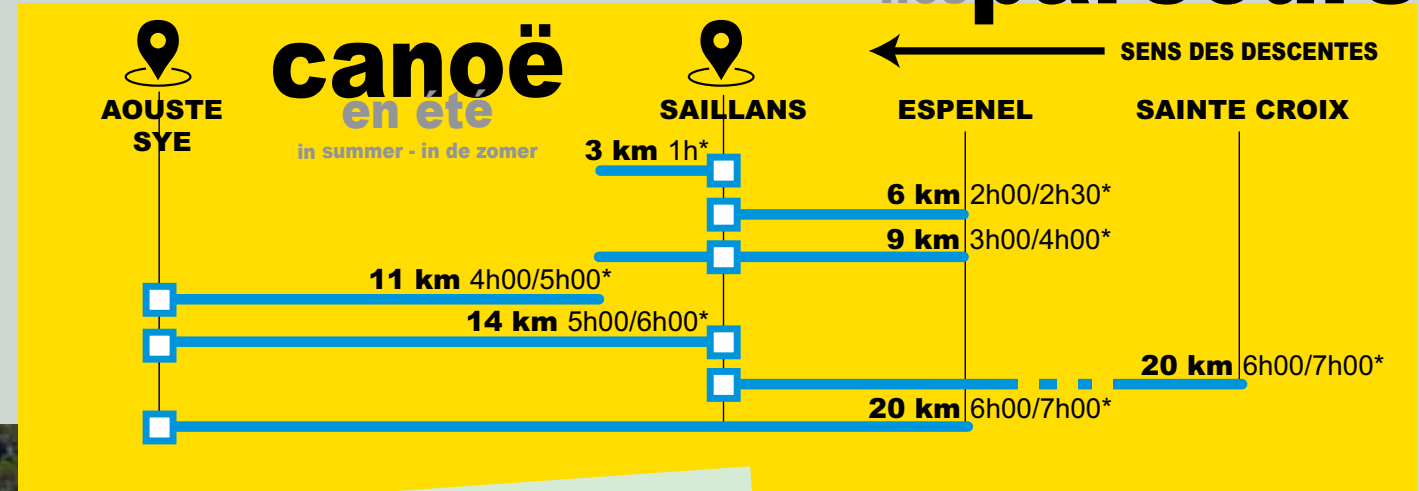 canoë
en été
in summer - in de zomer
SENS DES DESCENTES
AOUSTE
SYE
SAILLANS
ESPENEL
SAINTE CROIX
3 km 1h*
6 km 2h00/2h30*
9 km 3h00/4h00*
11 km 4h00/5h00*
14 km 5h00/6h00*
20 km 6h00/7h00*
20 km 6h00/7h00*